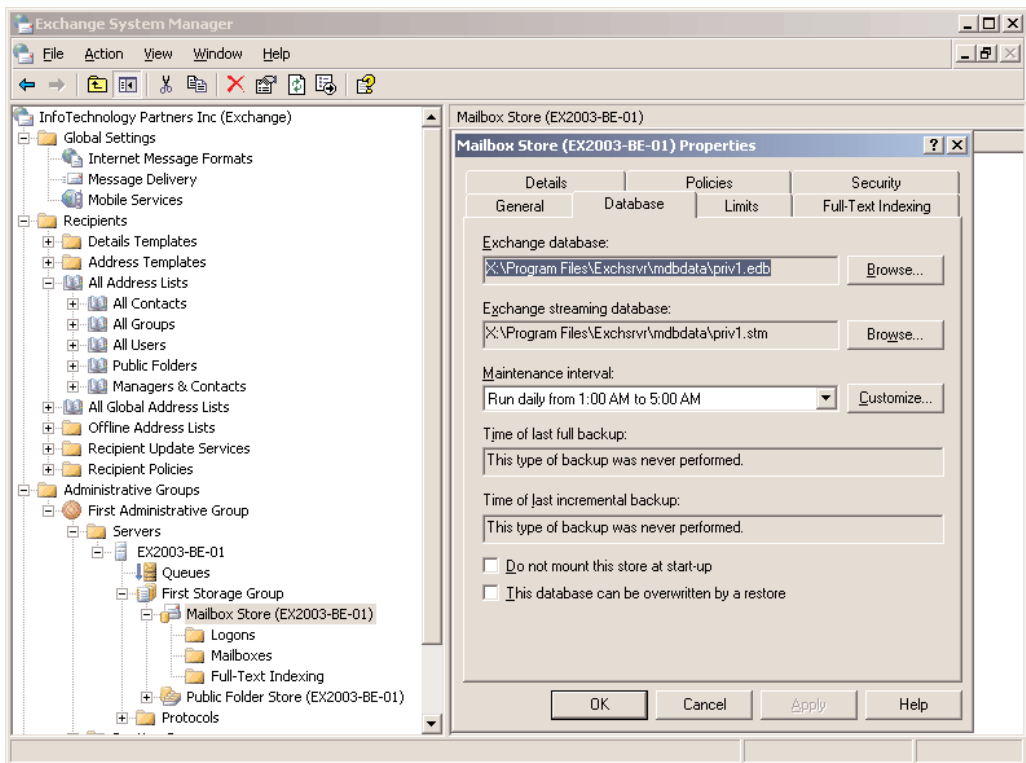 Exchange System Manager
File Action View Window Help
InfoTechnology Partners Inc (Exchange)
Global Settings
Internet Message Formats
Message Delivery
Mobile Services
Recipients
Details Templates
Address Templates
All Address Lists
All Contacts
All Groups
All Users
Public Folders
Managers & Contacts
All Global Address Lists
Offline Address Lists
Recipient Update Services
Recipient Policies
Administrative Groups
First Administrative Group
Servers
EX2003-BE-01
Queues
First Storage Group
Mailbox Store (EX2003-BE-01)
Logons
Mailboxes
Full-Text Indexing
Public Folder Store (EX2003-BE-01)
Protocols
Mailbox Store (EX2003-BE-01)
Mailbox Store (EX2003-BE-01) Properties
Details Policies Security
General Database Limits Full-Text Indexing
Exchange database:
X:\Program Files\Exchsrvr\mdbdata\priv1.edb Browse...
Exchange streaming database:
X:\Program Files\Exchsrvr\mdbdata\priv1.stm Browse...
Maintenance interval:
Run daily from 1:00 AM to 5:00 AM Customize...
Time of last full backup:
This type of backup was never performed.
Time of last incremental backup:
This type of backup was never performed.
Do not mount this store at start-up
This database can be overwritten by a restore
OK Cancel Apply Help